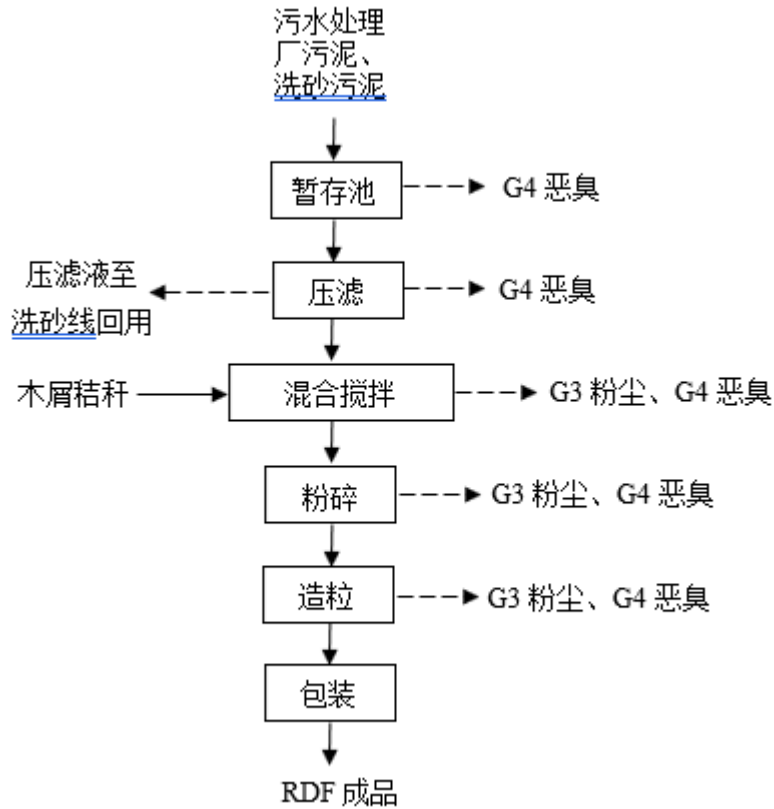 污水处理
厂污泥、
洗砂污泥
暂存池
G4 恶臭
压滤液至
洗砂线回用
压滤
G4 恶臭
木屑秸秆
混合搅拌
G3 粉尘、G4 恶臭
粉碎
G3 粉尘、G4 恶臭
造粒
G3 粉尘、G4 恶臭
包装
RDF 成品